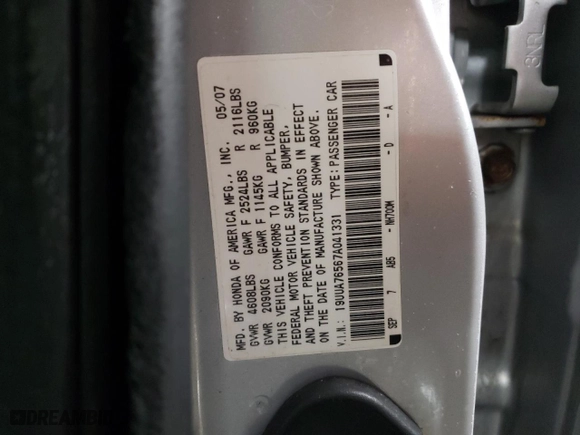 MFD. BY HONDA OF AMERICA MFG., INC. 05/07
GVWR 4608LBS GAWR F 2524LBS R 2116LBS
GVWR 2090KG GAWR F 1145KG R 960KG
THIS VEHICLE CONFORMS TO ALL APPLICABLE
FEDERAL MOTOR VEHICLE SAFETY, BUMPER,
AND THEFT PREVENTION STANDARDS IN EFFECT
ON THE DATE OF MANUFACTURE SHOWN ABOVE.
V.I.N.: 19UUA76567A041331 TYPE: PASSENGER CAR
SEP 7 AB5 - NH700M - D - A